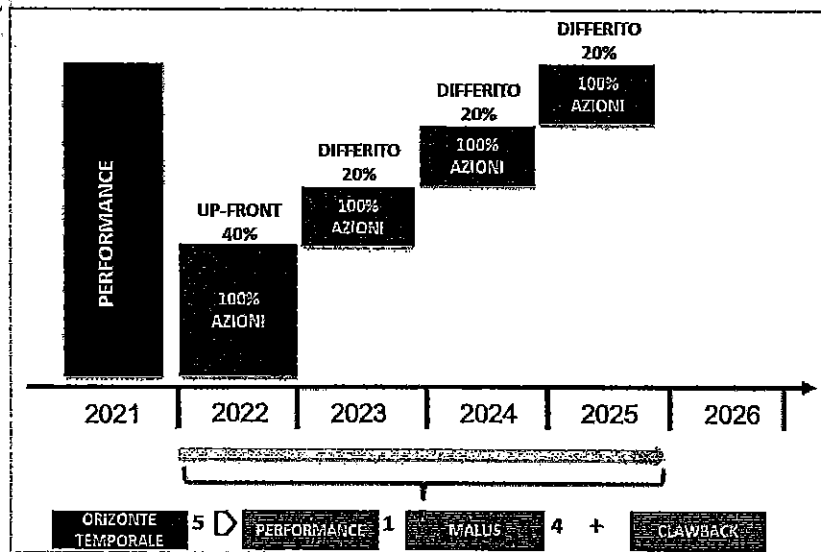 DIFFERITO
20%
100%
AZIONI
DIFFERITO
20%
100%
AZIONI
DIFFERITO
20%
100%
AZIONI
UP-FRONT
40%
100%
AZIONI
PERFORMANCE
2021
2022
2023
2024
2025
2026
ORIZONTE
TEMPORALE
5
PERFORMANCE
1
MALUS
4
+
CLAWBACK